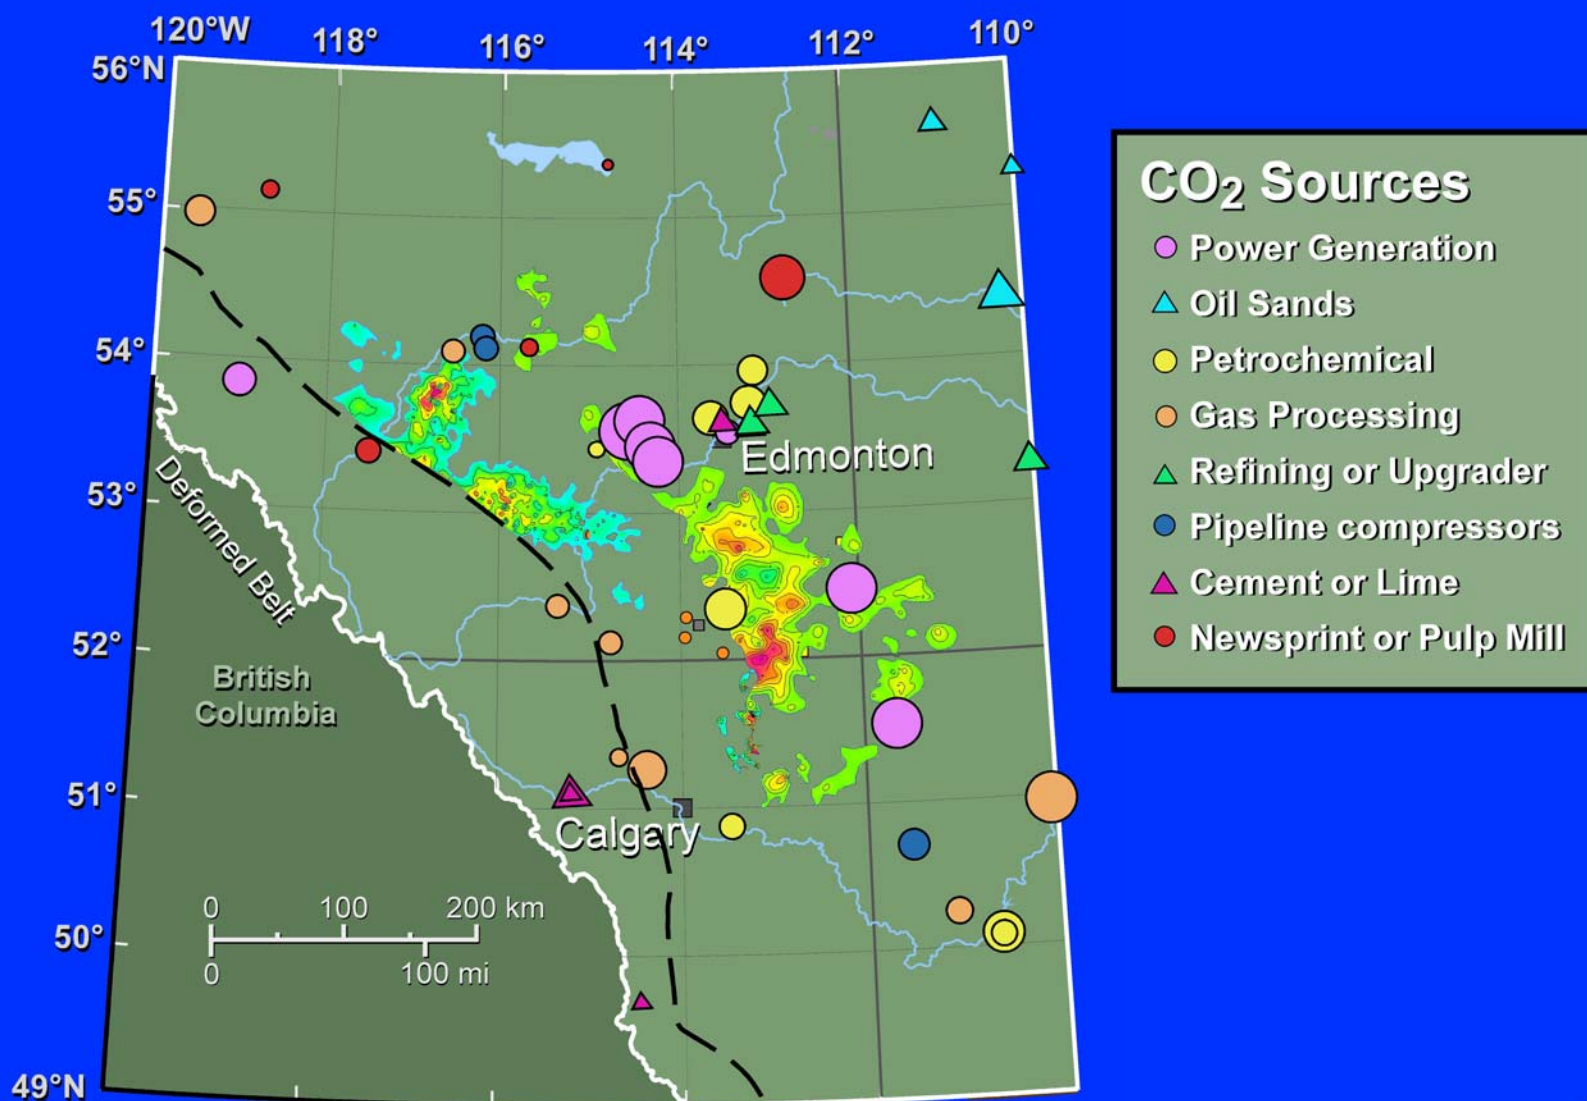 120°W 118° 116° 114° 112° 110°
56°N
55°
54°
53°
52°
51°
50°
49°N
CO2 Sources
Power Generation
Oil Sands
Petrochemical
Gas Processing
Refining or Upgrader
Pipeline compressors
Cement or Lime
Newsprint or Pulp Mill
Edmonton
Deformed Belt
British
Columbia
Calgary
0 100 200 km
0 100 mi